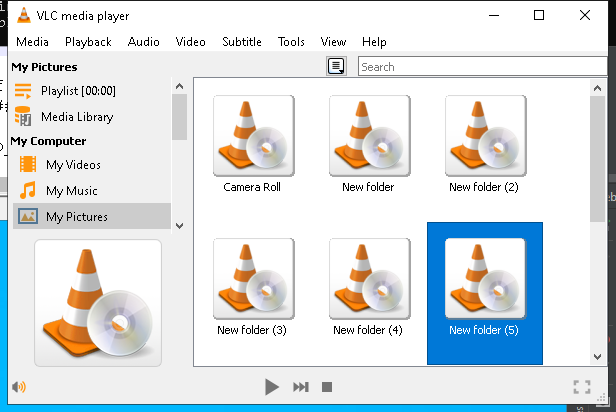 VLC media player
Media Playback Audio Video Subtitle Tools View Help
My Pictures
Search
Playlist [00:00]
Media Library
My Computer
My Videos
My Music
My Pictures
Camera Roll
New folder
New folder (2)
New folder (3)
New folder (4)
New folder (5)